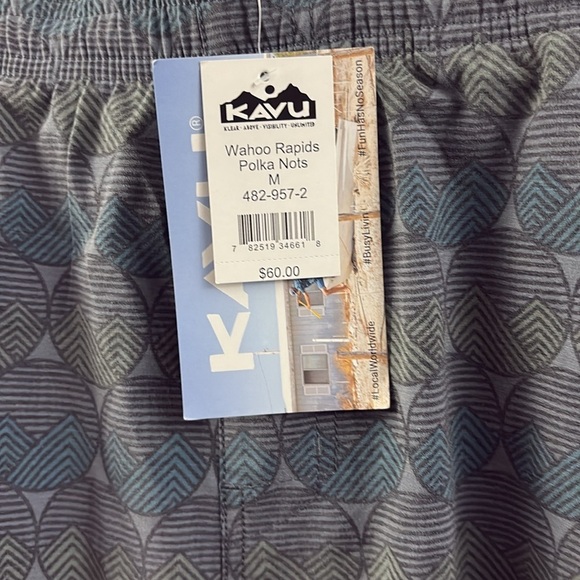 KAVU
KLEAR · ABOVE · VISIBILITY · UNLIMITED
Wahoo Rapids
Polka Nots
M
482-957-2
7 82519 34661 8
$60.00
KAVU®
#FunHasNoSeason
#BusyLivin
#LocalWorldwide